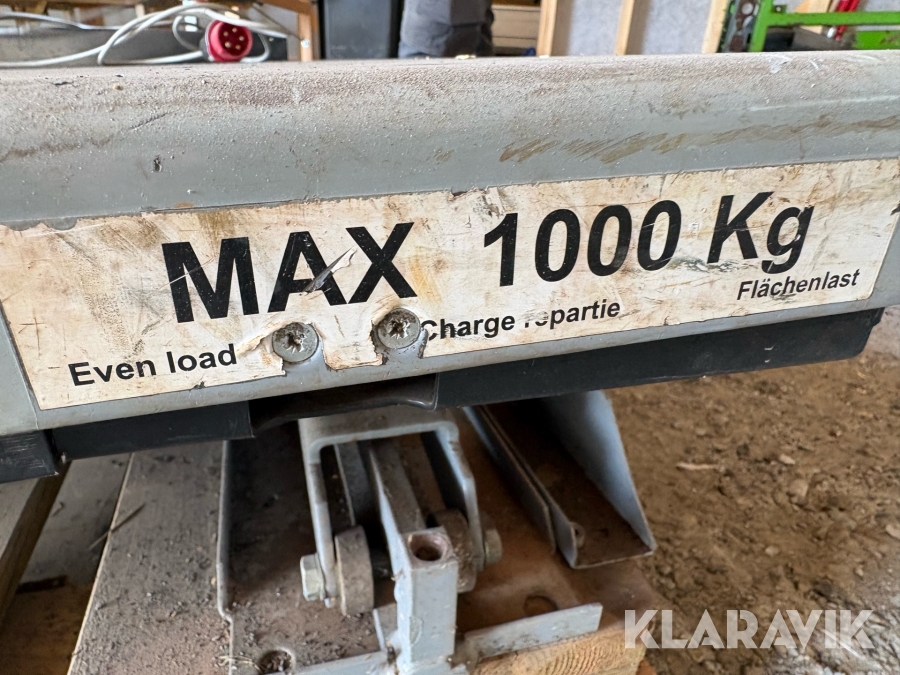 MAX 1000 Kg
Even load Charge repartie Flächenlast
KLARAVIK